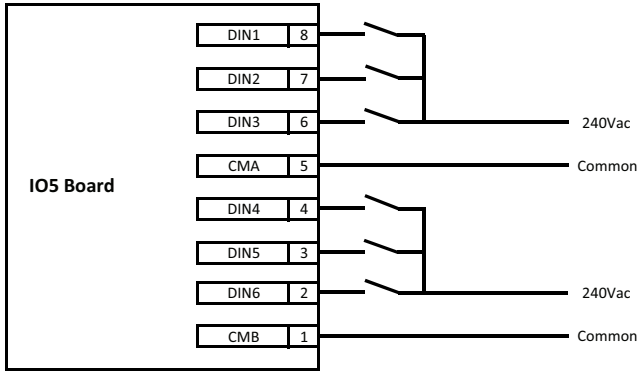 DIN1 8
DIN2 7
DIN3 6
240Vac
CMA 5
Common
IO5 Board
DIN4 4
DIN5 3
DIN6 2
240Vac
CMB 1
Common